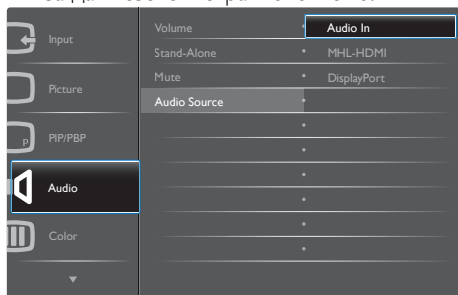 Input
Picture
P
PIP/PBP
Audio
Color
Volume
Stand-Alone
Mute
Audio Source
Audio In
MHL-HDMI
DisplayPort